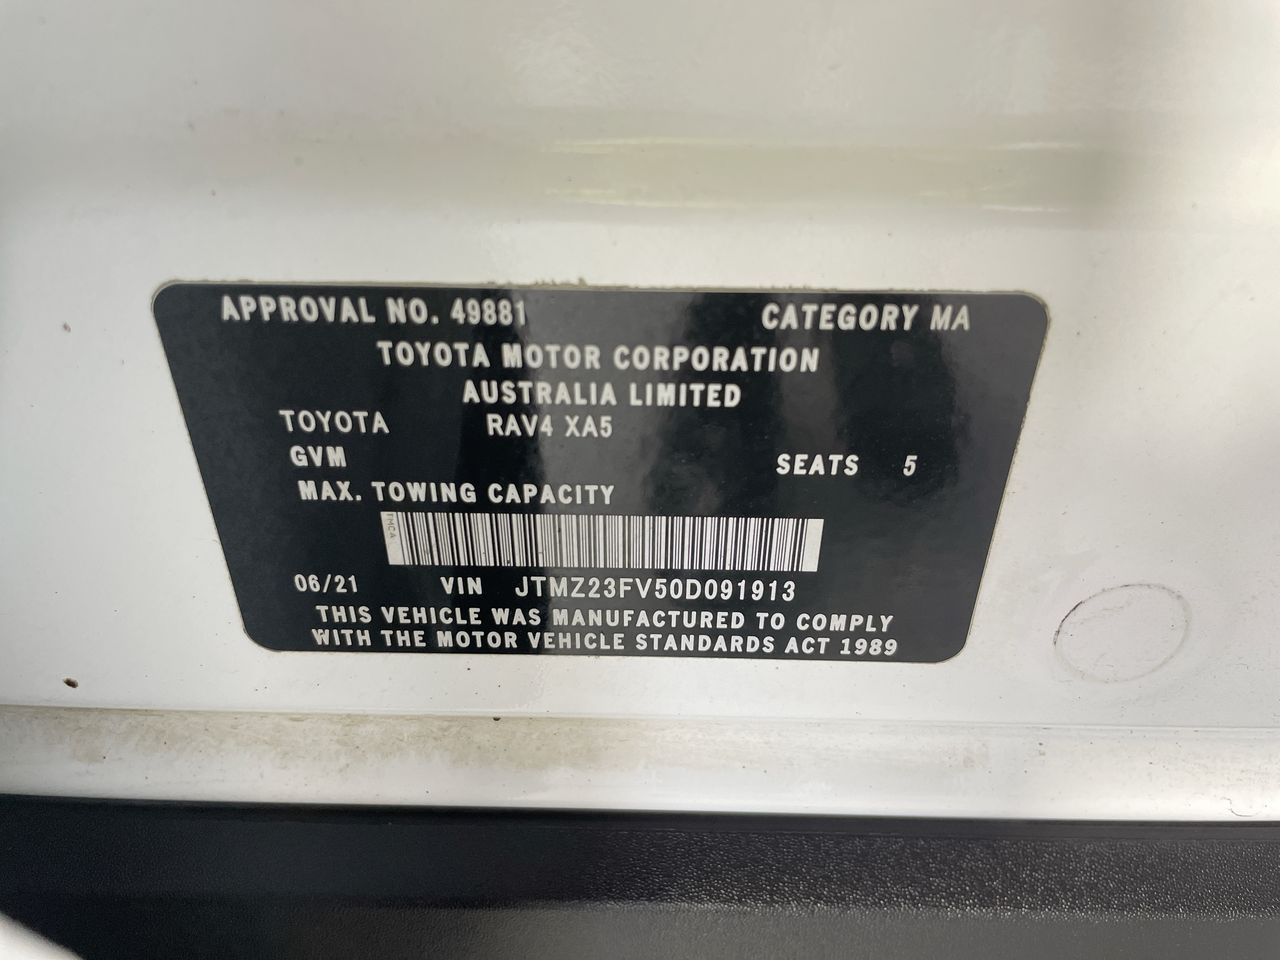 APPROVAL NO. 49881 CATEGORY MA
TOYOTA MOTOR CORPORATION
AUSTRALIA LIMITED
TOYOTA RAV4 XA5
GVM SEATS 5
MAX. TOWING CAPACITY
TMCA
06/21 VIN JTMZ23FV50D091913
THIS VEHICLE WAS MANUFACTURED TO COMPLY
WITH THE MOTOR VEHICLE STANDARDS ACT 1989